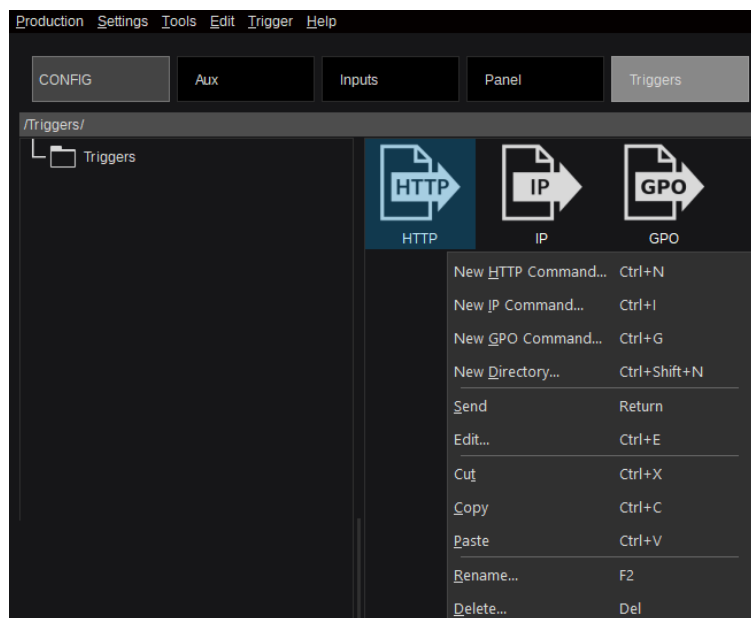 Production Settings Tools Edit Trigger Help
CONFIG Aux Inputs Panel Triggers
/Triggers/
Triggers
HTTP IP GPO
HTTP IP GPO
New HTTP Command... Ctrl+N
New IP Command... Ctrl+I
New GPO Command... Ctrl+G
New Directory... Ctrl+Shift+N
Send Return
Edit... Ctrl+E
Cut Ctrl+X
Copy Ctrl+C
Paste Ctrl+V
Rename... F2
Delete... Del